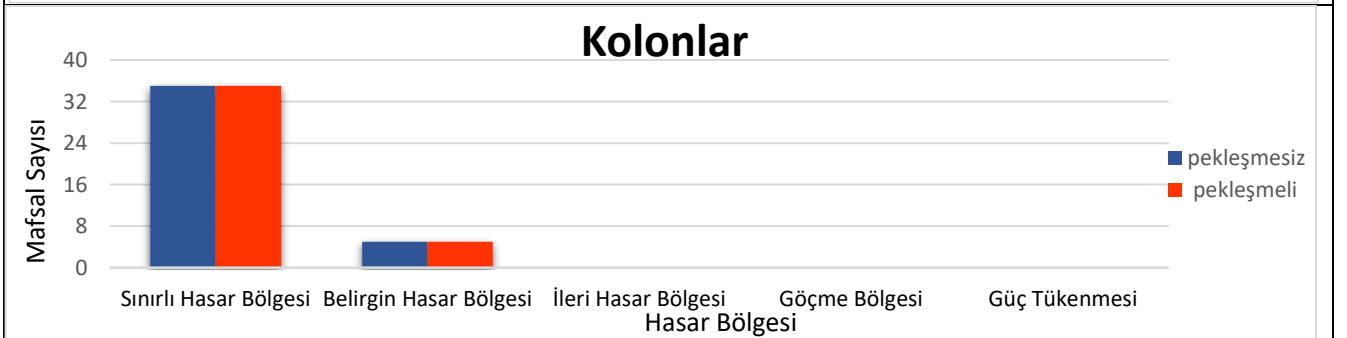 Kolonlar
40
32
24
16
8
0
Mafsal Sayısı
Sınırlı Hasar Bölgesi Belirgin Hasar Bölgesi İleri Hasar Bölgesi Göçme Bölgesi Güç Tükenmesi
Hasar Bölgesi
pekleşmesiz
pekleşmeli